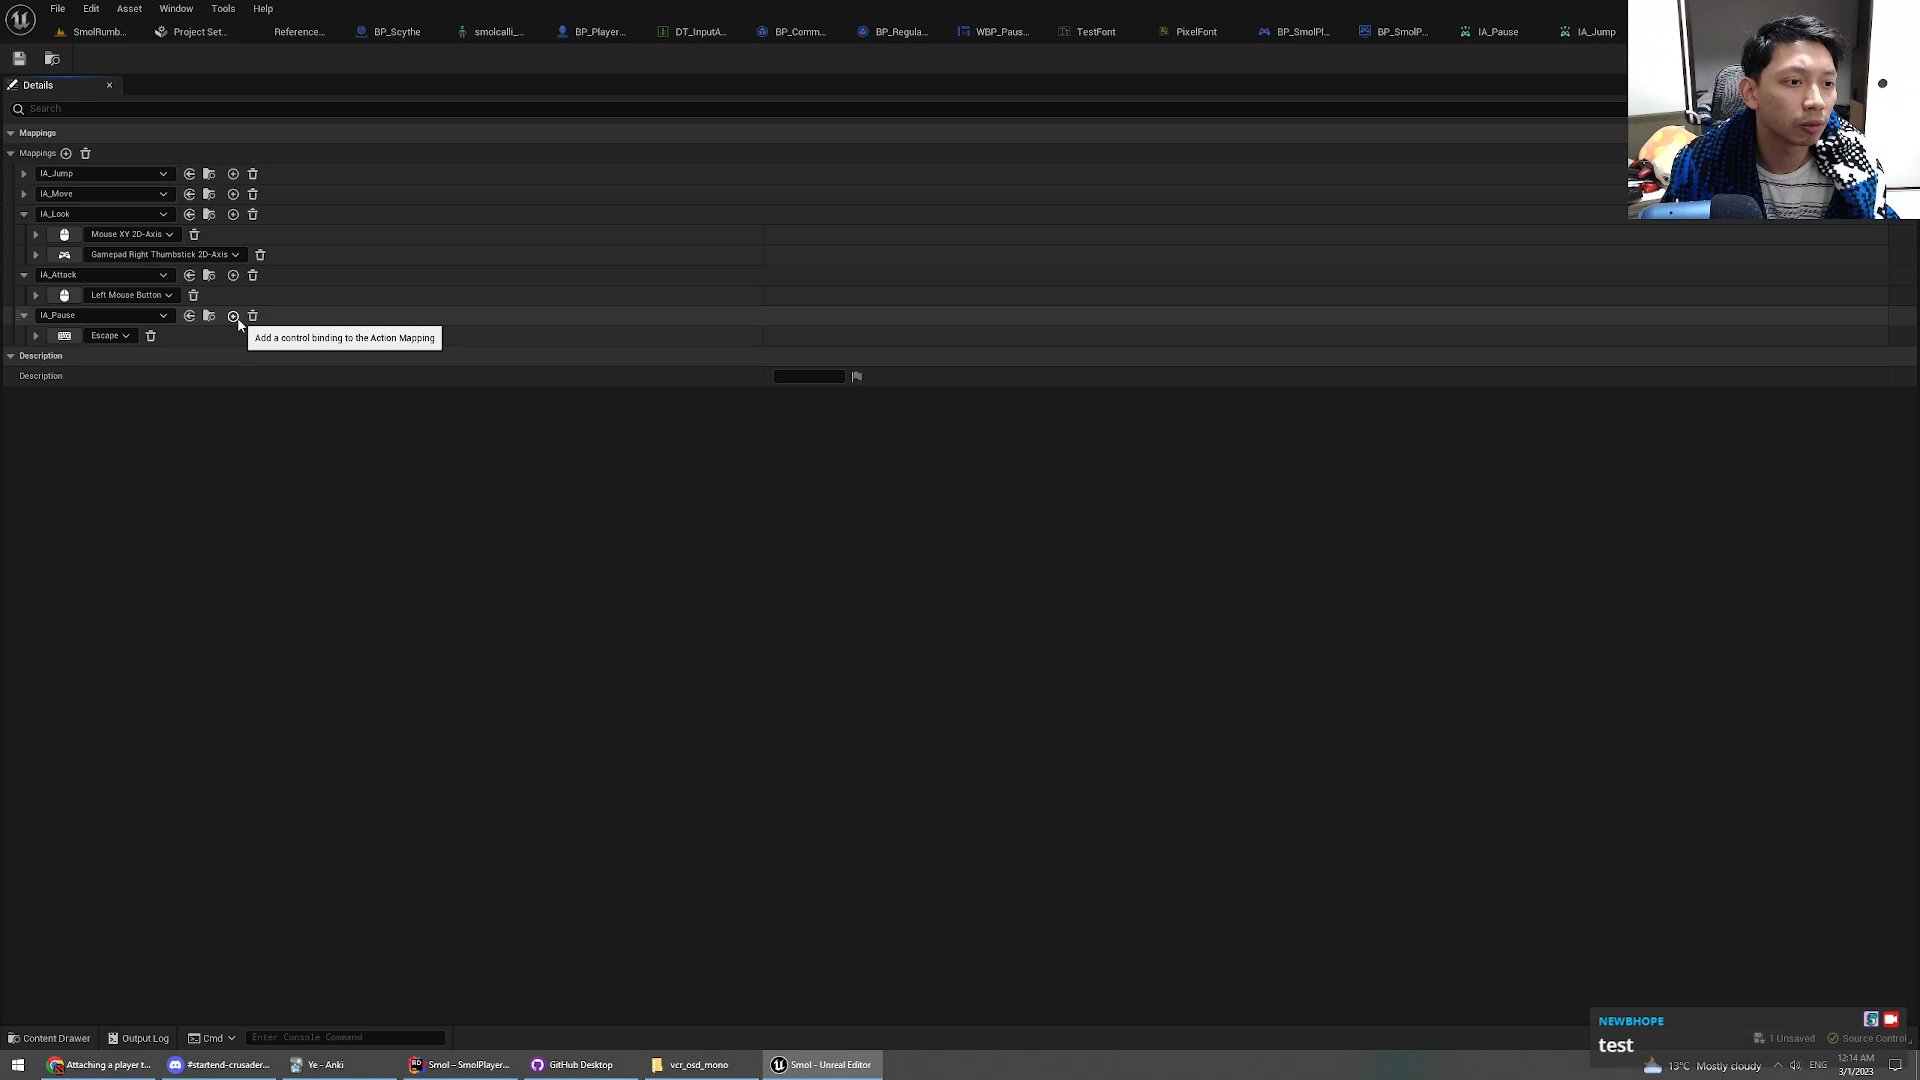 File Edit Asset Window Tools Help
SmolRumb... Project Set... Reference... BP_Scythe smolcalli_... BP_Player... DT_InputA... BP_Comm... BP_Regula... WBP_Paus... TestFont PixelFont BP_SmolPl... BP_SmolP... IA_Pause IA_Jump
Details
Search
Mappings
Mappings
IA_Jump
IA_Move
IA_Look
Mouse XY 2D-Axis
Gamepad Right Thumbstick 2D-Axis
IA_Attack
Left Mouse Button
IA_Pause
Escape
Add a control binding to the Action Mapping
Description
Description
NEWBHOPE
test
Content Drawer Output Log Cmd Enter Console Command 1 Unsaved Source Control
Attaching a player t... #startend-crusader... Ye - Anki Smol – SmolPlayer... GitHub Desktop vcr_osd_mono Smol - Unreal Editor 13°C Mostly cloudy ENG
12:14 AM
3/1/2023